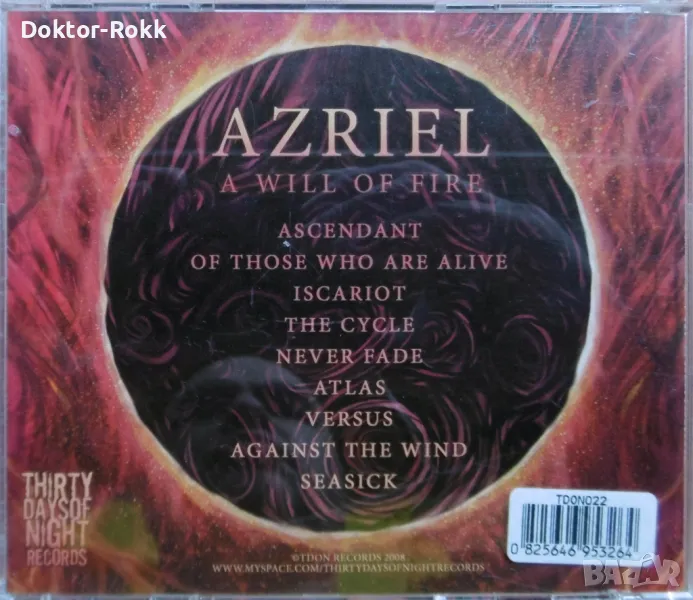 Doktor-Rokk
AZRIEL
A WILL OF FIRE
ASCENDANT
OF THOSE WHO ARE ALIVE
ISCARIOT
THE CYCLE
NEVER FADE
ATLAS
VERSUS
AGAINST THE WIND
SEASICK
THIRTY
DAYS OF
NIGHT
RECORDS
TDON022
0 825646 953264
©TDON RECORDS 2008
WWW.MYSPACE.COM/THIRTYDAYSOFNIGHTRECORDS
BAZAR